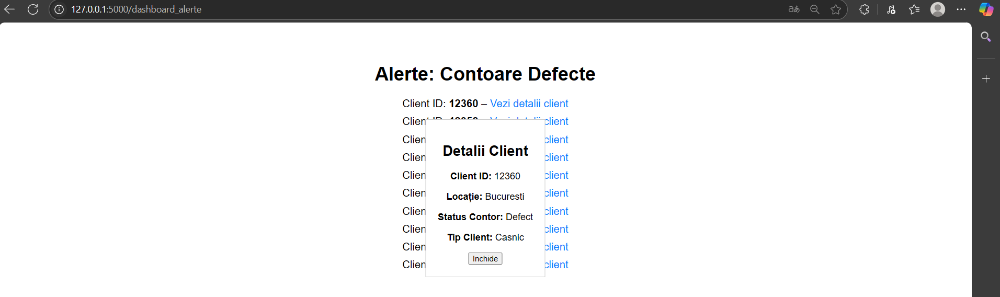 127.0.0.1:5000/dashboard_alerte
Alerte: Contoare Defecte
Client ID: 12360 – Vezi detalii client
Client client
Clien client
Clien client
Clien client
Clien client
Clien client
Clien client
Clien client
Clien client
Detalii Client
Client ID: 12360
Locație: Bucuresti
Status Contor: Defect
Tip Client: Casnic
Inchide